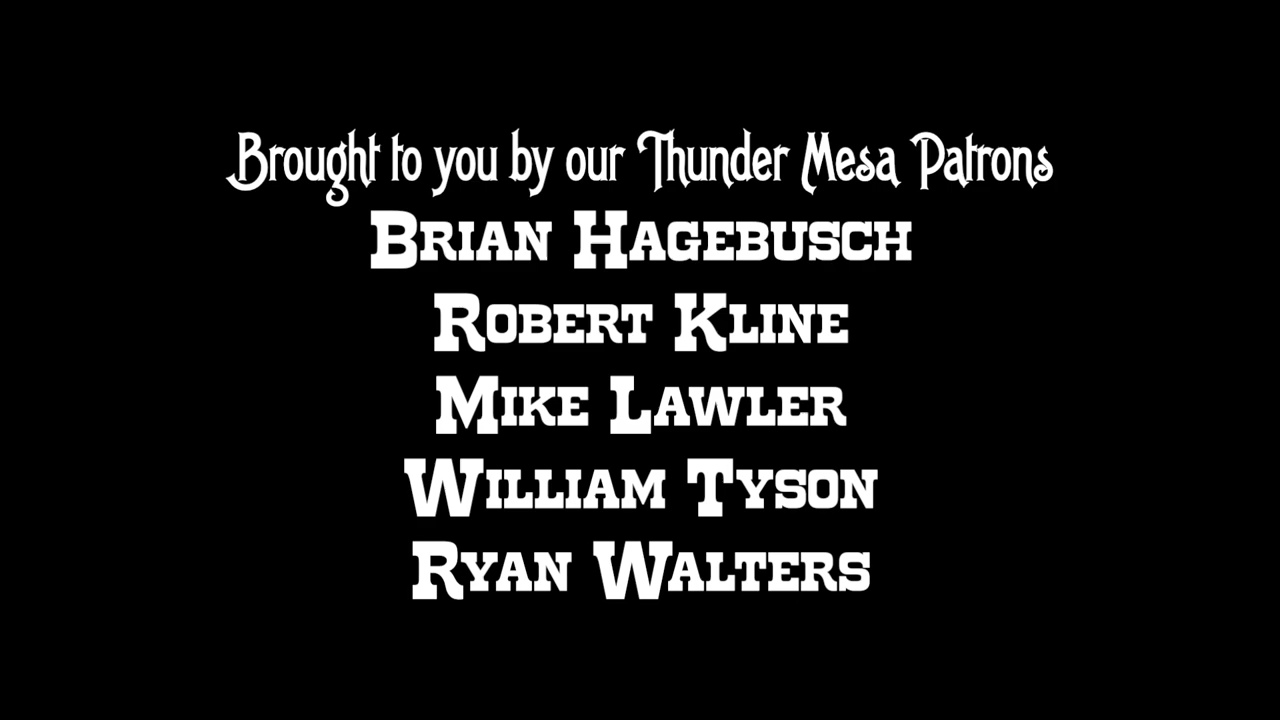 Brought to you by our Thunder Mesa Patrons
Brian Hagebusch
Robert Kline
Mike Lawler
William Tyson
Ryan Walters